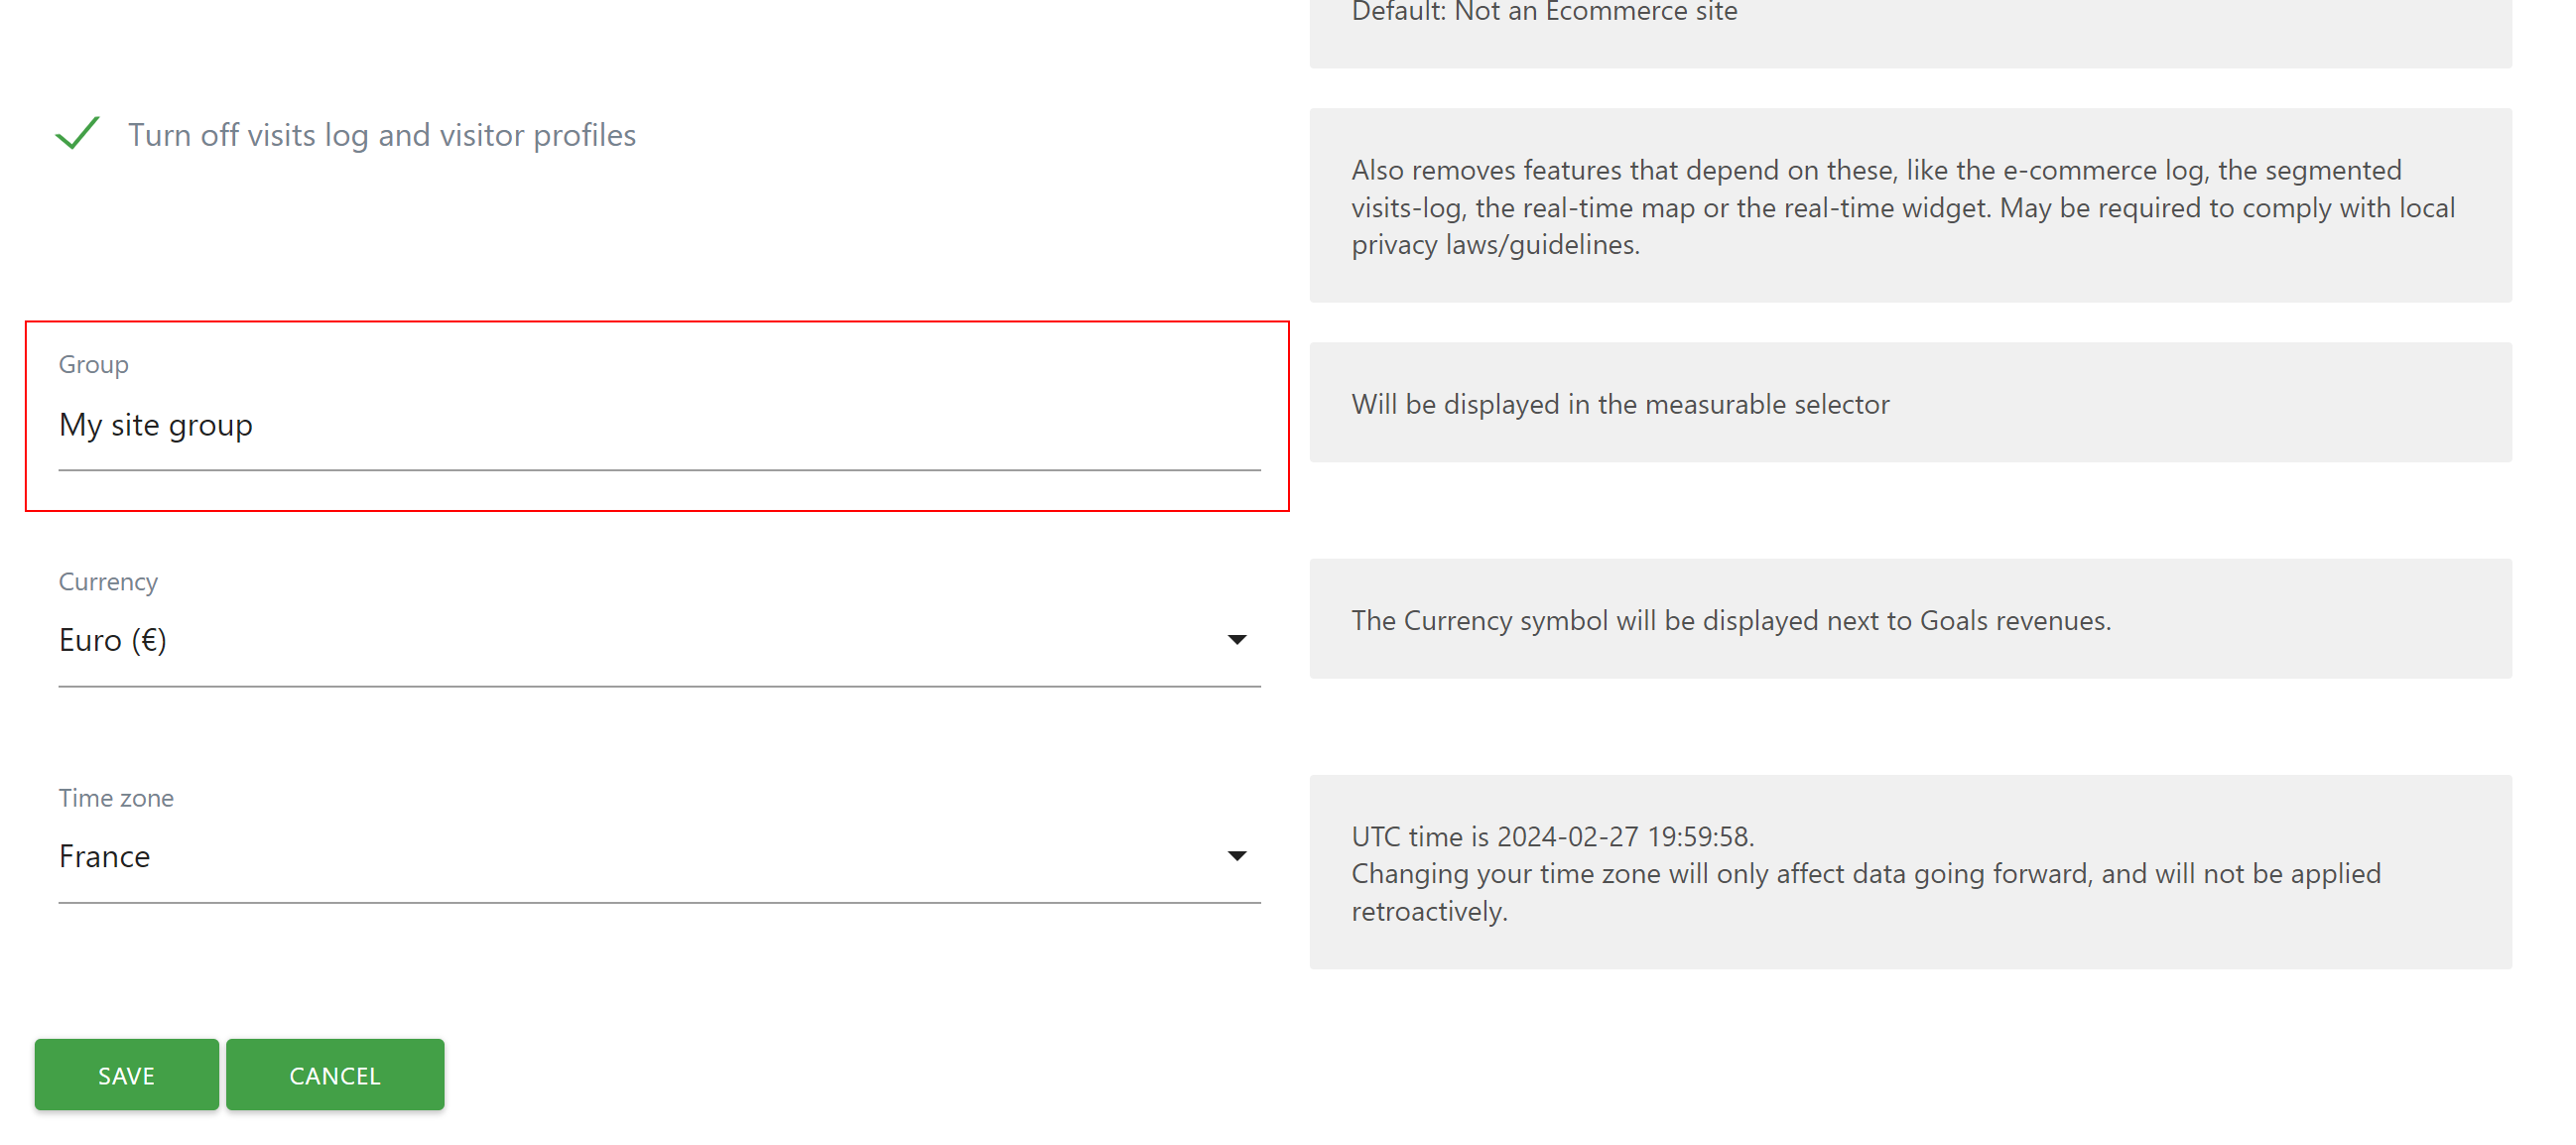 Default: Not an Ecommerce site
Turn off visits log and visitor profiles
Also removes features that depend on these, like the e-commerce log, the segmented
visits-log, the real-time map or the real-time widget. May be required to comply with local
privacy laws/guidelines.
Group
My site group
Will be displayed in the measurable selector
Currency
Euro (€)
The Currency symbol will be displayed next to Goals revenues.
Time zone
France
UTC time is 2024-02-27 19:59:58.
Changing your time zone will only affect data going forward, and will not be applied
retroactively.
SAVE
CANCEL